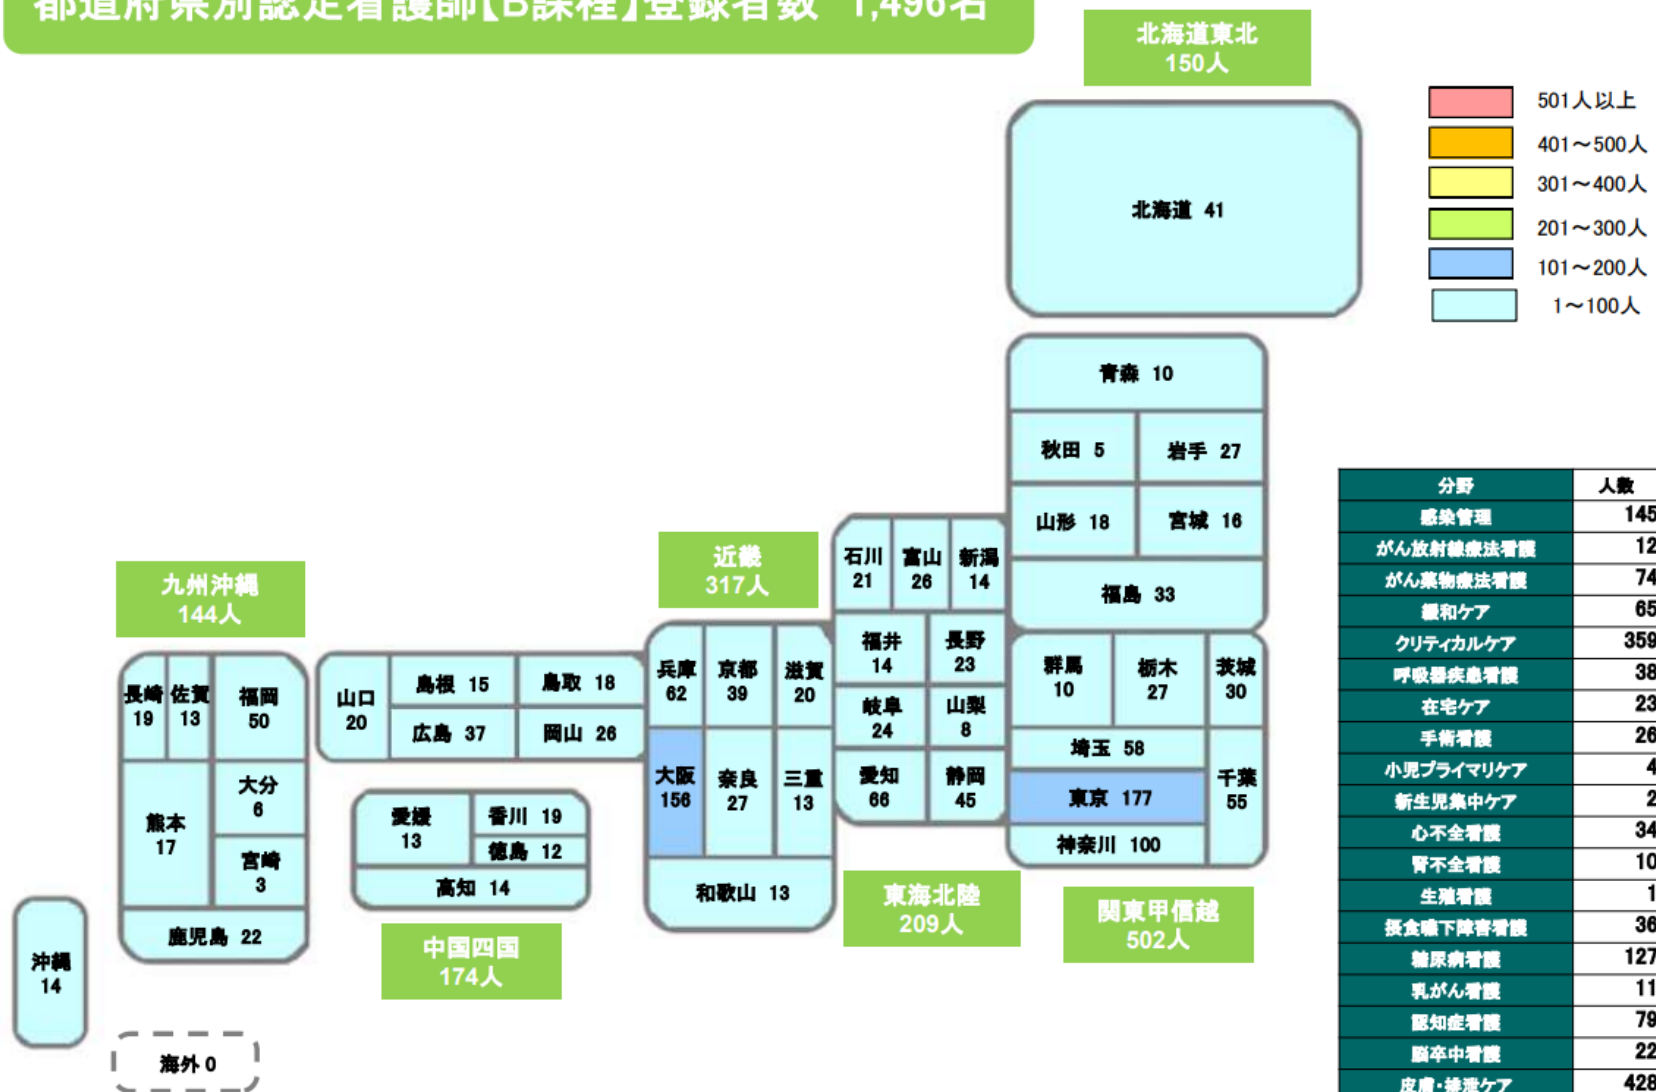 都道府県別認定看護師【B課程】登録者数 1,496名
北海道東北
150人
501人以上
401～500人
301～400人
201～300人
101～200人
1～100人
北海道 41
青森 10
秋田 5
岩手 27
山形 18
宮城 16
福島 33
石川
21
富山
26
新潟
14
福井
14
長野
23
岐阜
24
山梨
8
愛知
66
静岡
45
群馬
10
栃木
27
茨城
30
埼玉 58
千葉
55
東京 177
神奈川 100
関東甲信越
502人
東海北陸
209人
近畿
317人
兵庫
62
京都
39
滋賀
20
大阪
156
奈良
27
三重
13
和歌山 13
山口
20
島根 15
鳥取 18
広島 37
岡山 26
愛媛
13
香川 19
徳島 12
高知 14
中国四国
174人
九州沖縄
144人
長崎
19
佐賀
13
福岡
50
熊本
17
大分
6
宮崎
3
鹿児島 22
沖縄
14
海外 0
分野 人数
感染管理 145
がん放射線療法看護 12
がん薬物療法看護 74
緩和ケア 65
クリティカルケア 359
呼吸器疾患看護 38
在宅ケア 23
手術看護 26
小児プライマリケア 4
新生児集中ケア 2
心不全看護 34
腎不全看護 10
生殖看護 1
摂食嚥下障害看護 36
糖尿病看護 127
乳がん看護 11
認知症看護 79
脳卒中看護 22
皮膚・排泄ケア 428